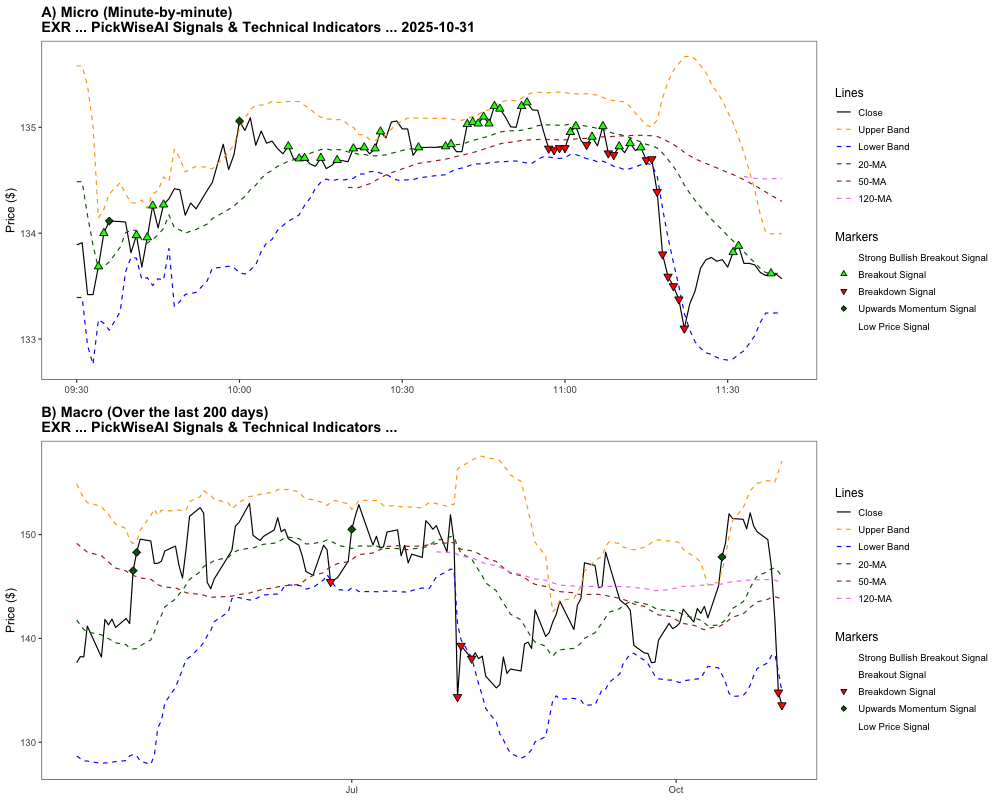 A) Micro (Minute-by-minute)
EXR ... PickWiseAI Signals & Technical Indicators ... 2025-10-31
Price ($)
135
134
133
09:30
10:00
10:30
11:00
11:30
Lines
Close
Upper Band
Lower Band
20-MA
50-MA
120-MA
Markers
Strong Bullish Breakout Signal
Breakout Signal
Breakdown Signal
Upwards Momentum Signal
Low Price Signal
B) Macro (Over the last 200 days)
EXR ... PickWiseAI Signals & Technical Indicators ...
Price ($)
150
140
130
Jul
Oct
Lines
Close
Upper Band
Lower Band
20-MA
50-MA
120-MA
Markers
Strong Bullish Breakout Signal
Breakout Signal
Breakdown Signal
Upwards Momentum Signal
Low Price Signal